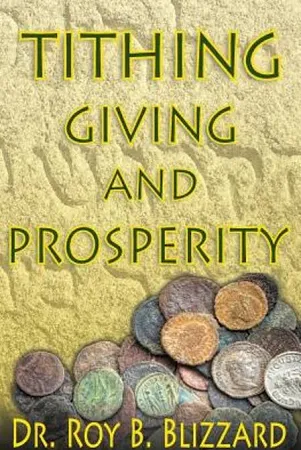 TITHING
GIVING
AND
PROSPERITY
DR. ROY B. BLIZZARD